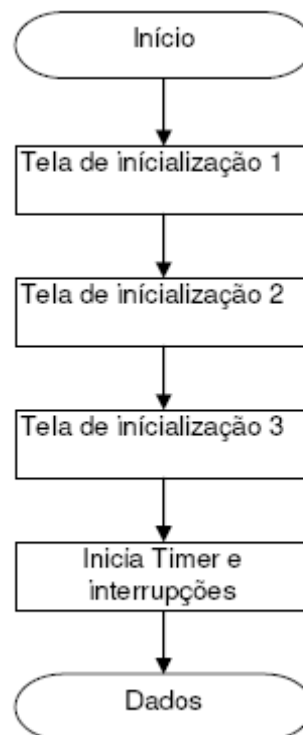 Início
Tela de inícialização 1
Tela de inícialização 2
Tela de inícialização 3
Inicia Timer e
interrupções
Dados